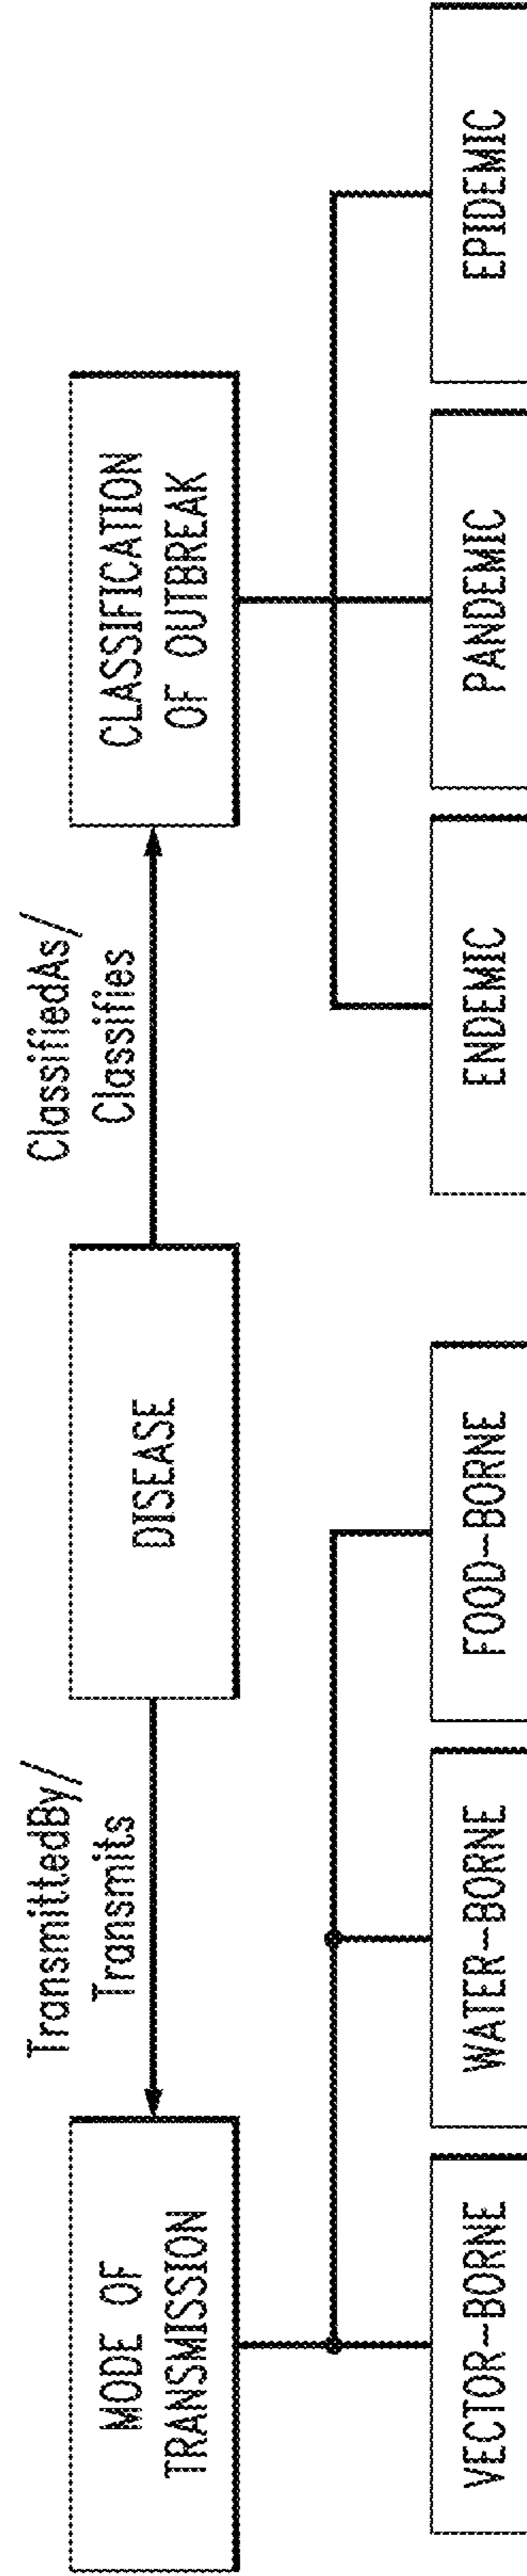 TransmittedBy/
Transmits
ClassifiedAs/
Classifies
MODE OF
TRANSMISSION
DISEASE
CLASSIFICATION
OF OUTBREAK
VECTOR-BORNE
WATER-BORNE
FOOD-BORNE
ENDEMIC
PANDEMIC
EPIDEMIC